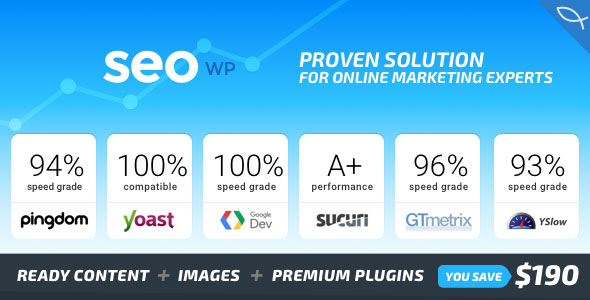 seo WP
PROVEN SOLUTION
FOR ONLINE MARKETING EXPERTS
94%
speed grade
pingdom
100%
compatible
yoast
100%
speed grade
Google
Dev
A+
performance
SUCURI
96%
speed grade
GTmetrix
93%
speed grade
YSlow
READY CONTENT + IMAGES + PREMIUM PLUGINS YOU SAVE $190